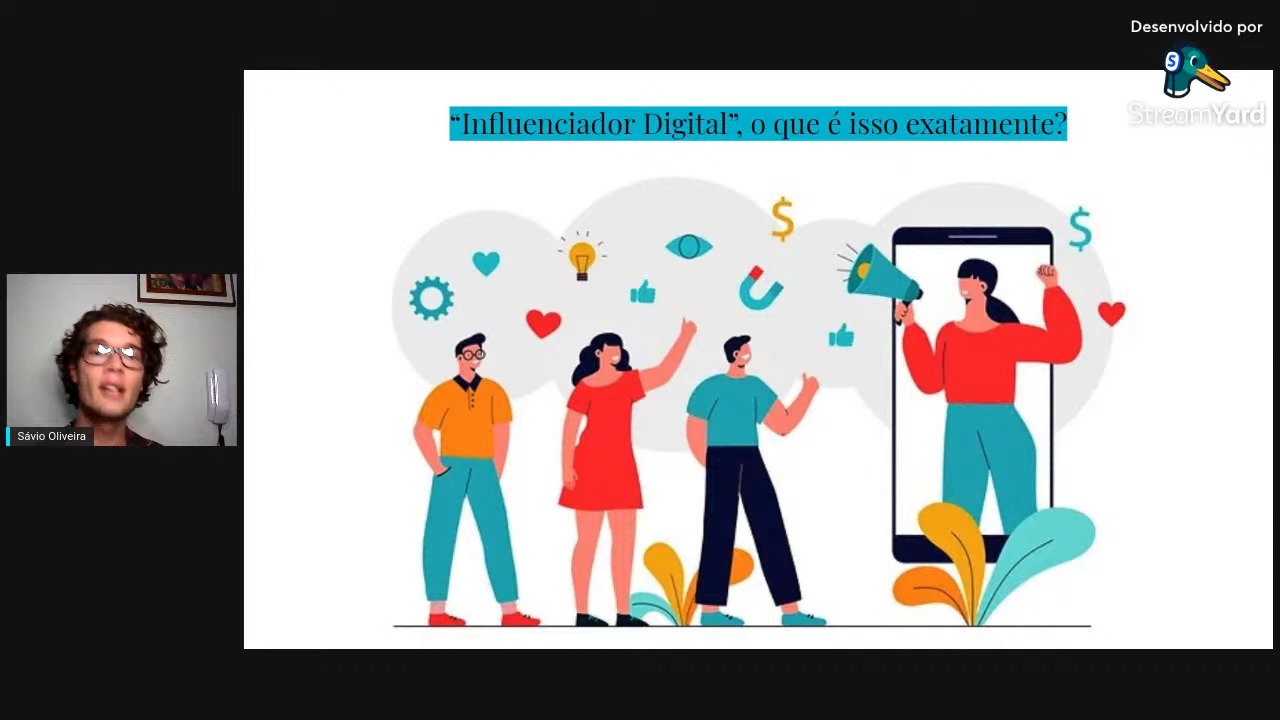 Desenvolvido por
S
StreamYard
“Influenciador Digital”, o que é isso exatamente?
$
$
Sávio Oliveira